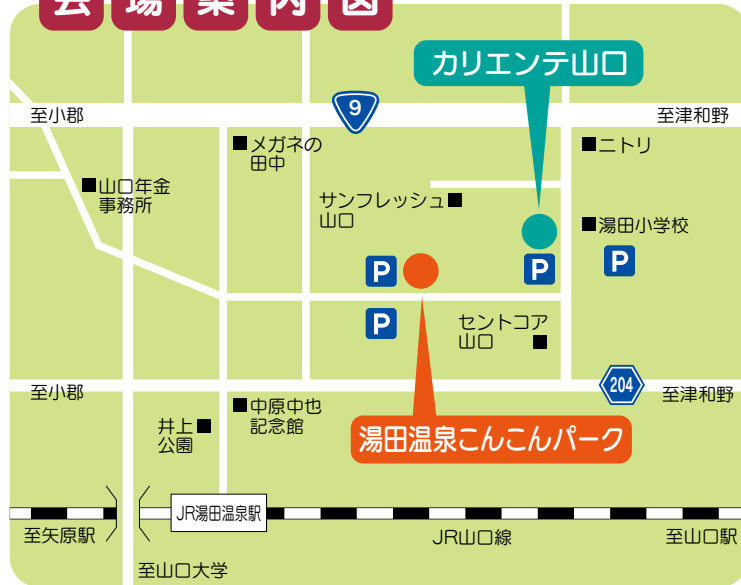 会場案内図
カリエンテ山口
至小郡
9
至津和野
メガネの
田中
ニトリ
山口年金
事務所
サンフレッシュ
山口
湯田小学校
P
P
P
P
セントコア
山口
至小郡
204
至津和野
中原中也
記念館
井上
公園
湯田温泉こんこんパーク
JR湯田温泉駅
至矢原駅
JR山口線
至山口駅
至山口大学